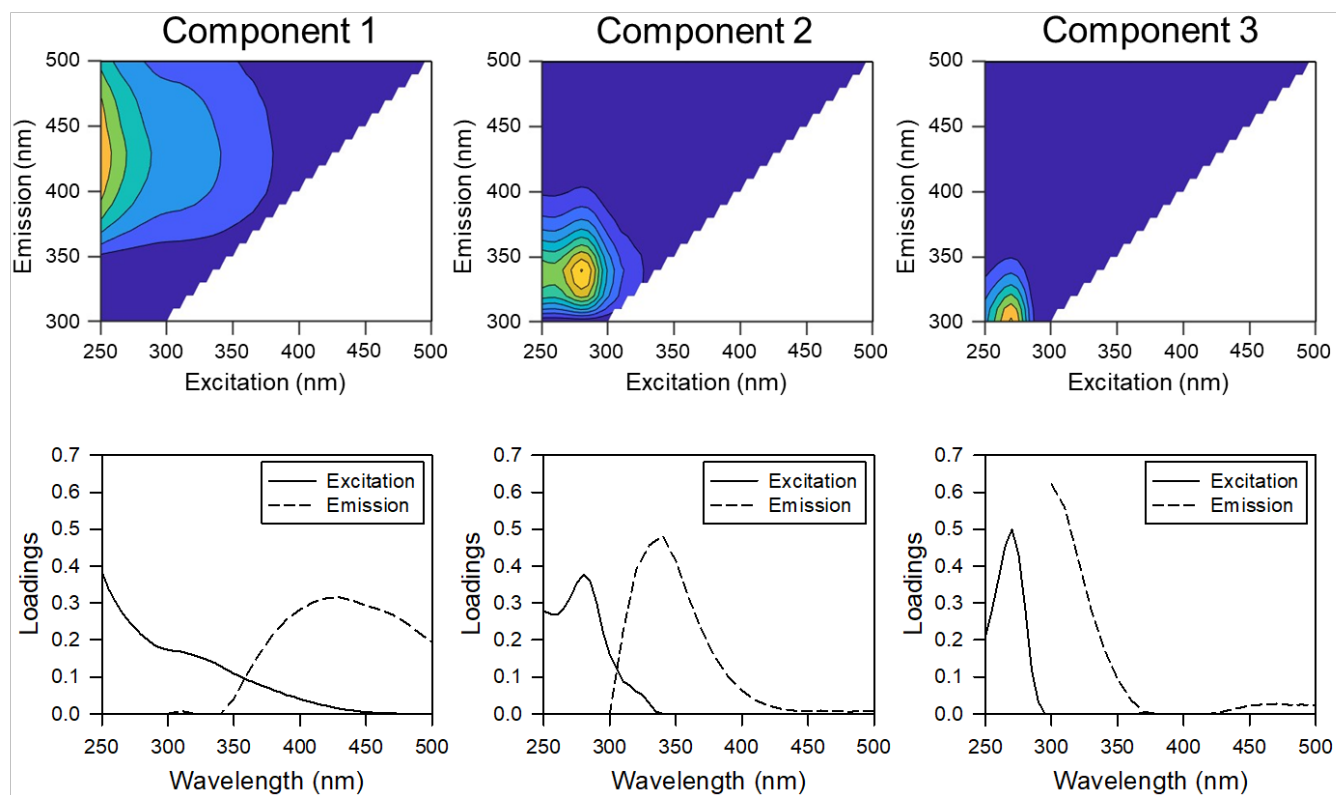 Component 1
Component 2
Component 3
500
450
400
350
300
Emission (nm)
250 300 350 400 450 500
Excitation (nm)
500
450
400
350
300
Emission (nm)
250 300 350 400 450 500
Excitation (nm)
500
450
400
350
300
Emission (nm)
250 300 350 400 450 500
Excitation (nm)
0.7
0.6
0.5
0.4
0.3
0.2
0.1
0.0
Loadings
Excitation
Emission
250 300 350 400 450 500
Wavelength (nm)
0.7
0.6
0.5
0.4
0.3
0.2
0.1
0.0
Loadings
Excitation
Emission
250 300 350 400 450 500
Wavelength (nm)
0.7
0.6
0.5
0.4
0.3
0.2
0.1
0.0
Loadings
Excitation
Emission
250 300 350 400 450 500
Wavelength (nm)